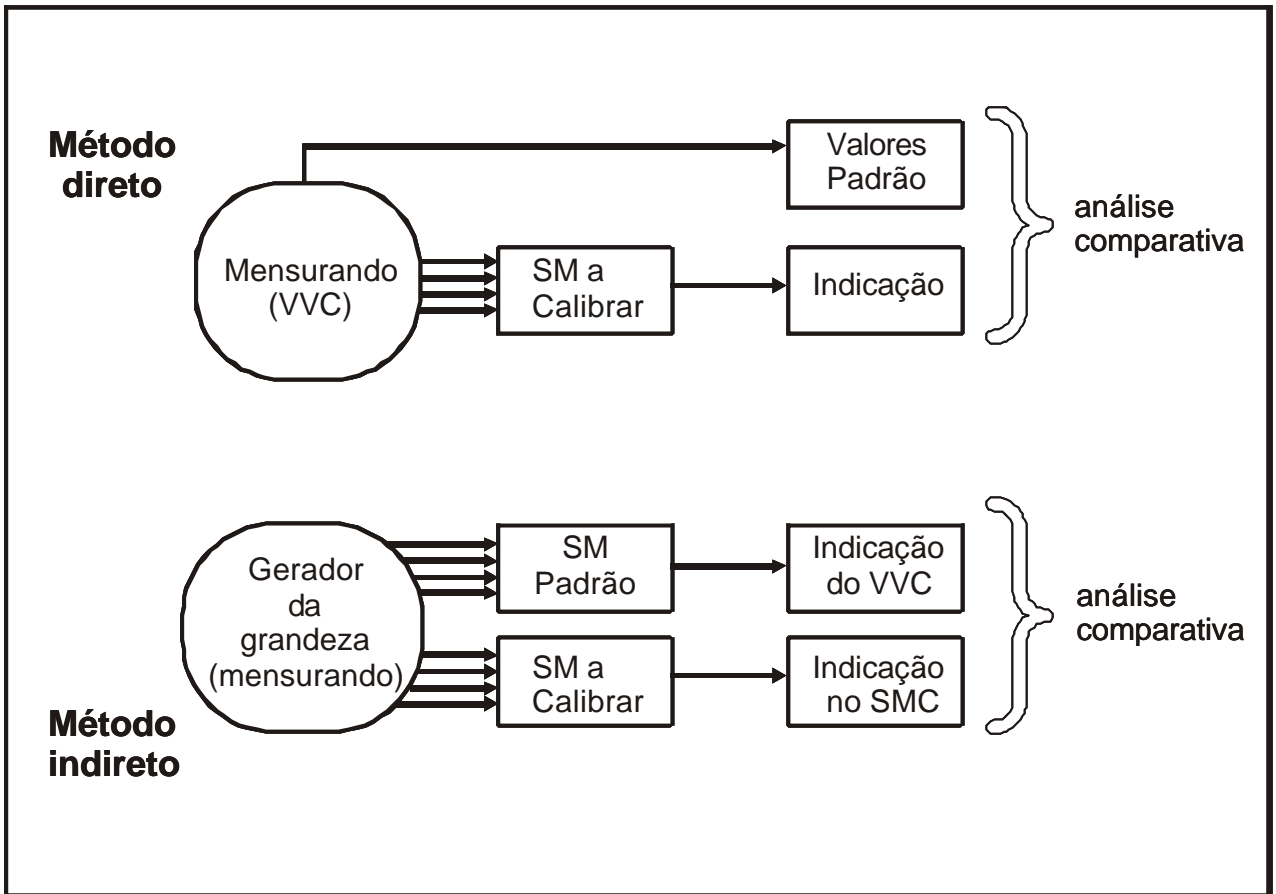 Método
direto
Mensurando
(VVC)
SM a
Calibrar
Valores
Padrão
Indicação
análise
comparativa
Método
indireto
Gerador
da
grandeza
(mensurando)
SM
Padrão
Indicação
do VVC
SM a
Calibrar
Indicação
no SMC
análise
comparativa